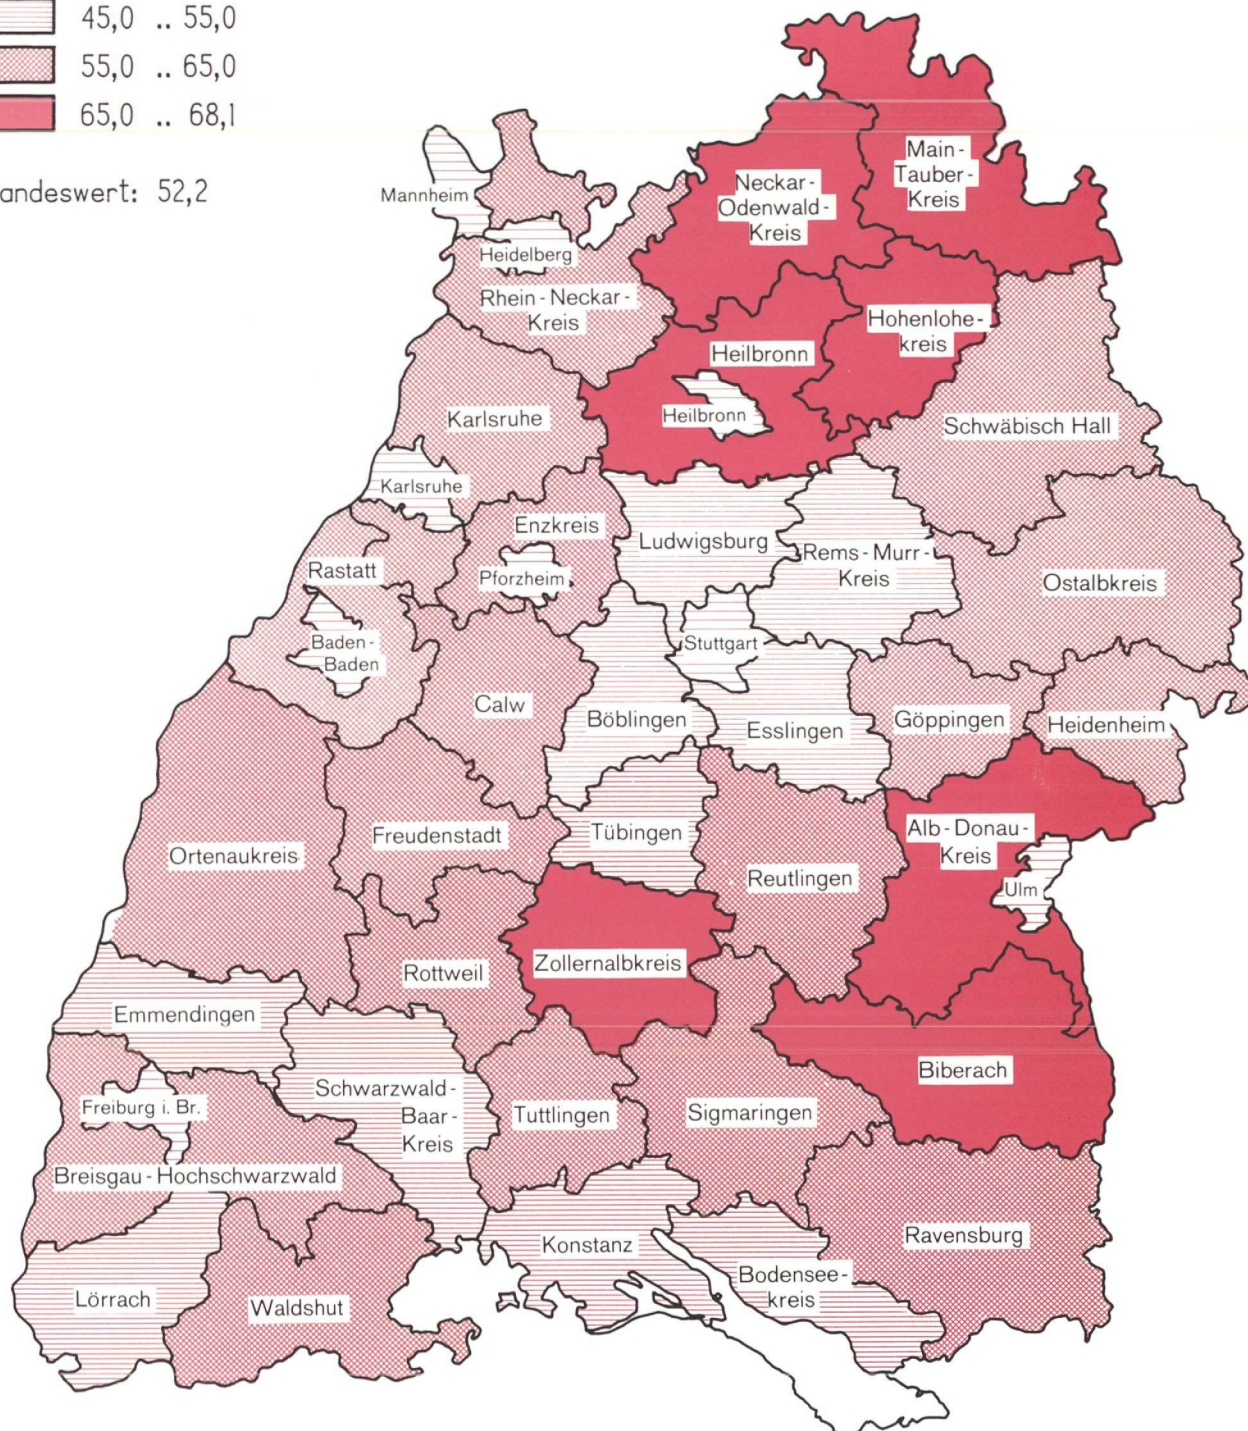 45,0 .. 55,0
55,0 .. 65,0
65,0 .. 68,1
andeswert: 52,2
Main-
Tauber-
Kreis
Neckar-
Odenwald-
Kreis
Mannheim
Heidelberg
Rhein-Neckar-
Kreis
Hohenlohe-
kreis
Heilbronn
Heilbronn
Karlsruhe
Schwäbisch Hall
Karlsruhe
Enzkreis
Ludwigsburg
Rems-Murr-
Kreis
Rastatt
Pforzheim
Ostalbkreis
Baden-
Baden
Stuttgart
Calw
Böblingen
Esslingen
Göppingen
Heidenheim
Ortenaukreis
Freudenstadt
Tübingen
Reutlingen
Alb-Donau-
Kreis
Ulm
Rottweil
Zollernalbkreis
Emmendingen
Schwarzwald-
Baar-
Kreis
Biberach
Freiburg i. Br.
Tuttlingen
Sigmaringen
Breisgau-Hochschwarzwald
Konstanz
Ravensburg
Lörrach
Waldshut
Bodensee-
kreis